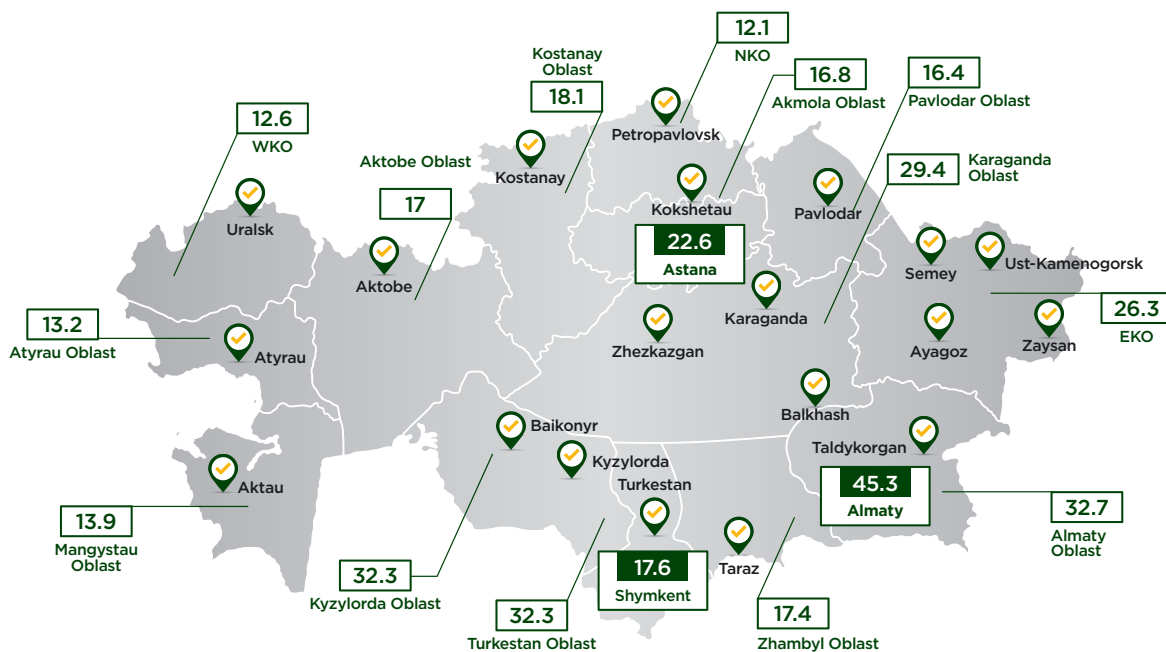 12.1
NKO
Kostanay
Oblast
18.1
16.8
Akmola Oblast
16.4
Pavlodar Oblast
12.6
WKO
Aktobe Oblast
17
29.4
Karaganda
Oblast
Petropavlovsk
Kostanay
Kokshetau
Pavlodar
Uralsk
22.6
Astana
Semey
Ust-Kamenogorsk
Aktobe
Karaganda
26.3
EKO
13.2
Atyrau Oblast
Atyrau
Zhezkazgan
Ayagoz
Zaysan
Balkhash
Baikonyr
Taldykorgan
Kyzylorda
Turkestan
45.3
Almaty
Aktau
13.9
Mangystau
Oblast
32.7
Almaty
Oblast
32.3
Kyzylorda Oblast
17.6
Shymkent
Taraz
32.3
Turkestan Oblast
17.4
Zhambyl Oblast